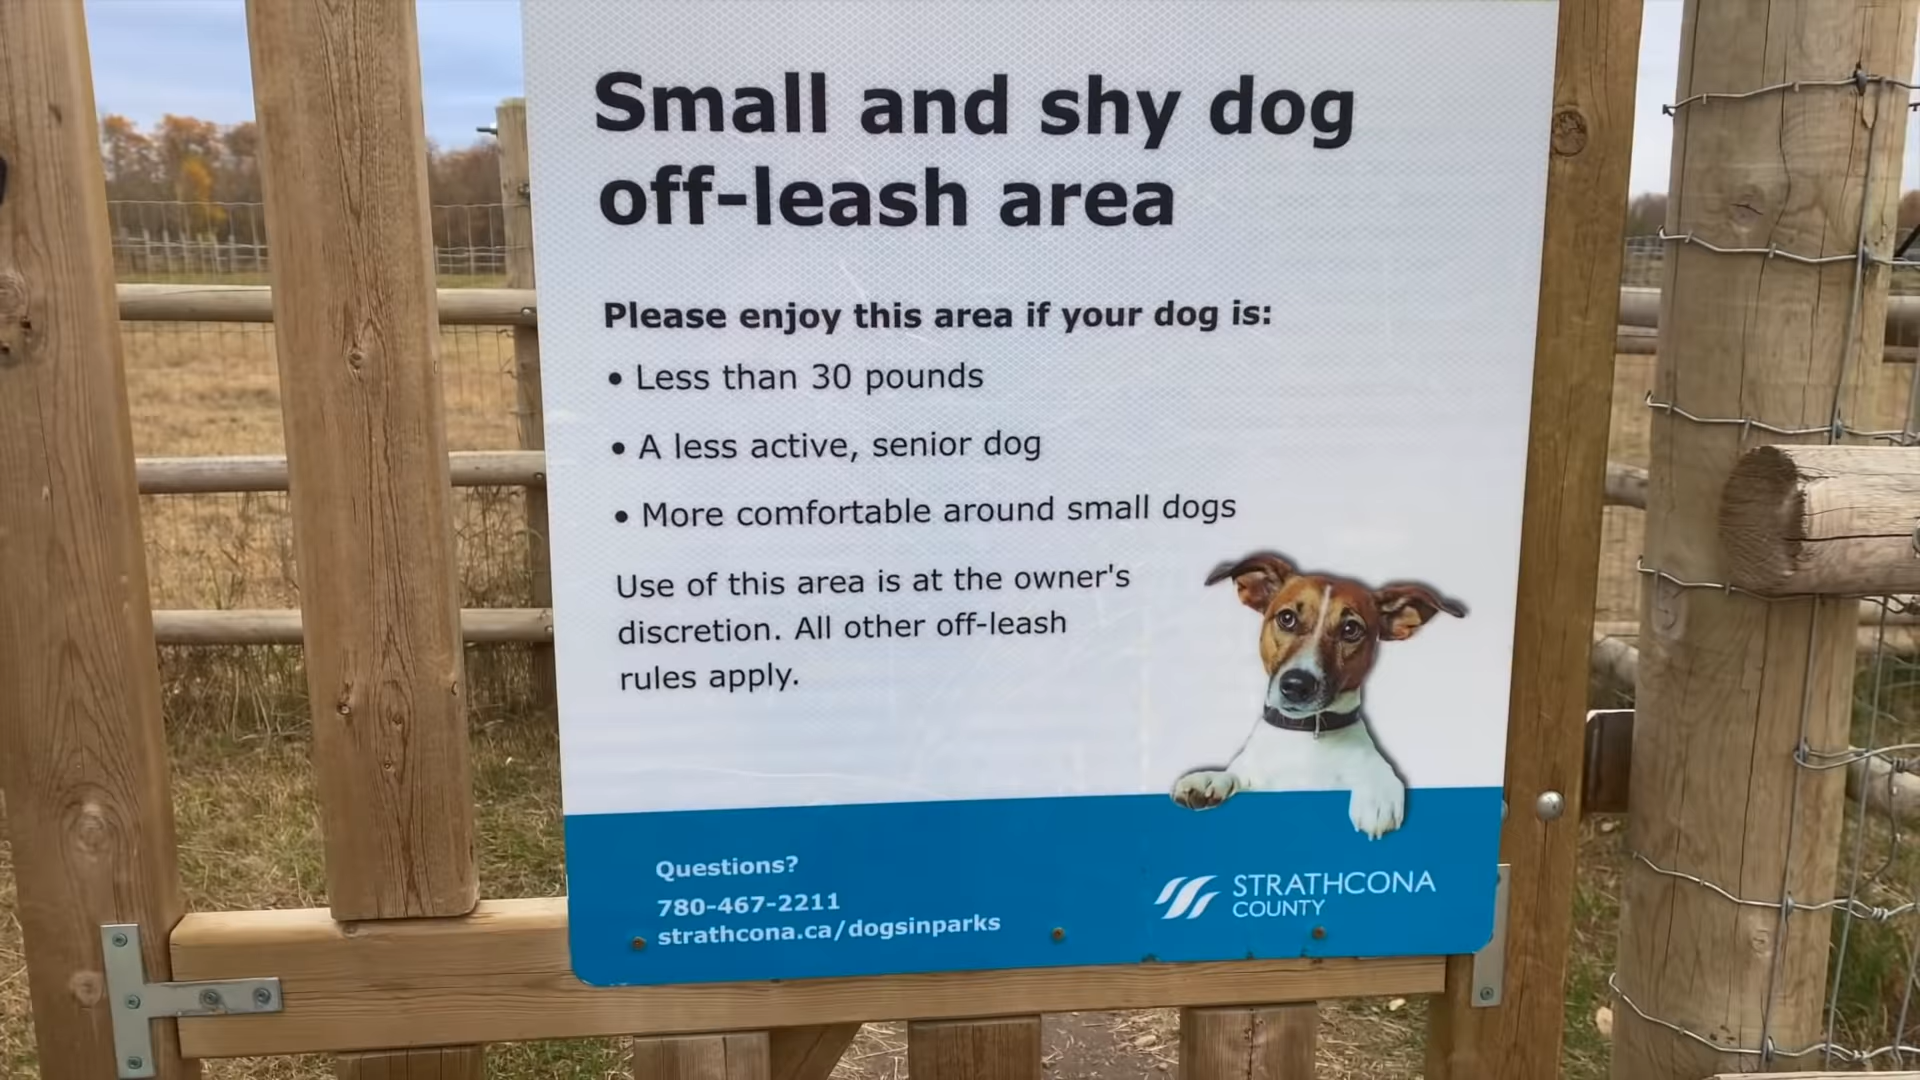 Small and shy dog
off-leash area
Please enjoy this area if your dog is:
• Less than 30 pounds
• A less active, senior dog
• More comfortable around small dogs
Use of this area is at the owner's
discretion. All other off-leash
rules apply.
Questions?
780-467-2211
strathcona.ca/dogsinparks
STRATHCONA
COUNTY